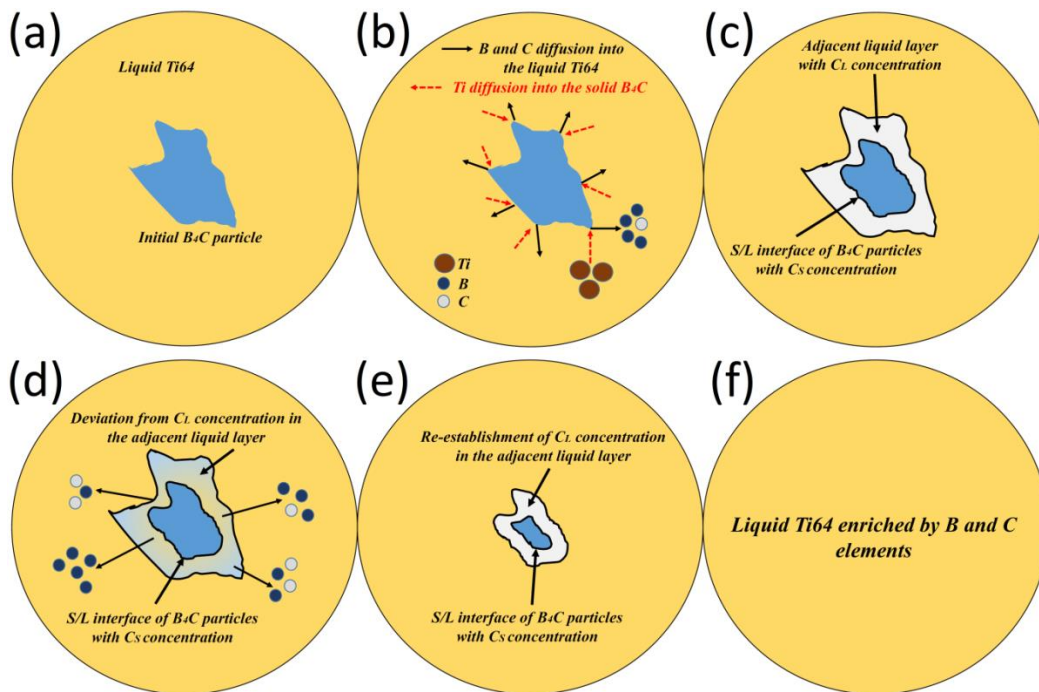 (a)
Liquid Ti64
Initial B4C particle
(b)
B and C diffusion into
the liquid Ti64
Ti diffusion into the solid B4C
Ti
B
C
(c)
Adjacent liquid layer
with CL concentration
S/L interface of B4C particles
with Cs concentration
(d)
Deviation from CL concentration in
the adjacent liquid layer
S/L interface of B4C particles
with Cs concentration
(e)
Re-establishment of CL concentration
in the adjacent liquid layer
S/L interface of B4C particles
with Cs concentration
(f)
Liquid Ti64 enriched by B and C
elements